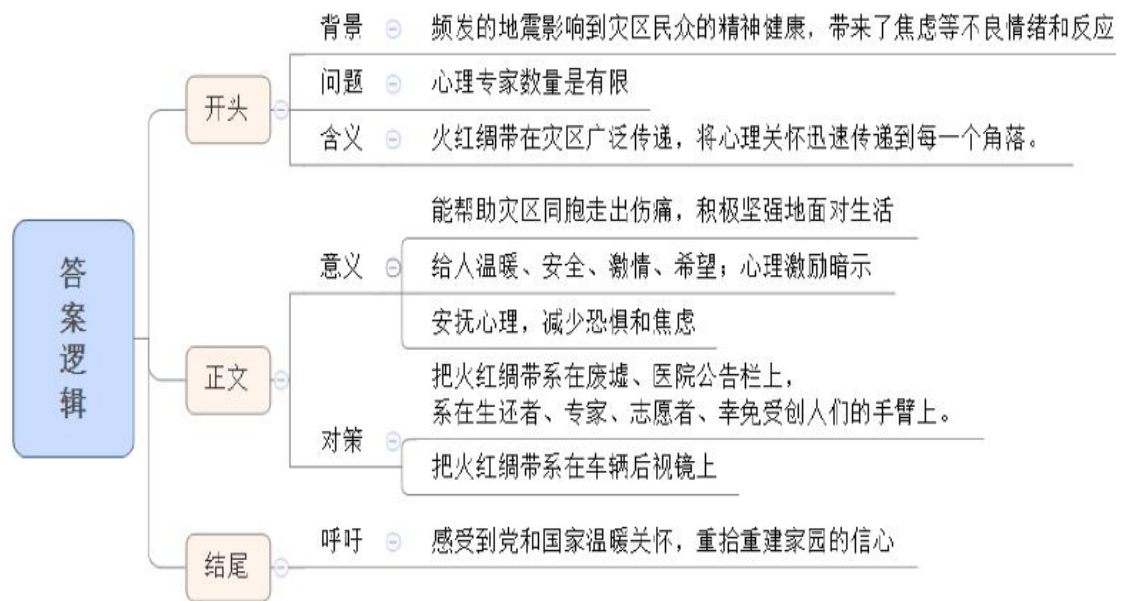 答案逻辑
开头
背景
频发的地震影响到灾区民众的精神健康，带来了焦虑等不良情绪和反应
问题
心理专家数量是有限
含义
火红绸带在灾区广泛传递，将心理关怀迅速传递到每一个角落。
正文
意义
能帮助灾区同胞走出伤痛，积极坚强地面对生活
给人温暖、安全、激情、希望；心理激励暗示
安抚心理，减少恐惧和焦虑
对策
把火红绸带系在废墟、医院公告栏上，
系在生还者、专家、志愿者、幸免受创人们的手臂上。
把火红绸带系在车辆后视镜上
结尾
呼吁
感受到党和国家温暖关怀，重拾重建家园的信心